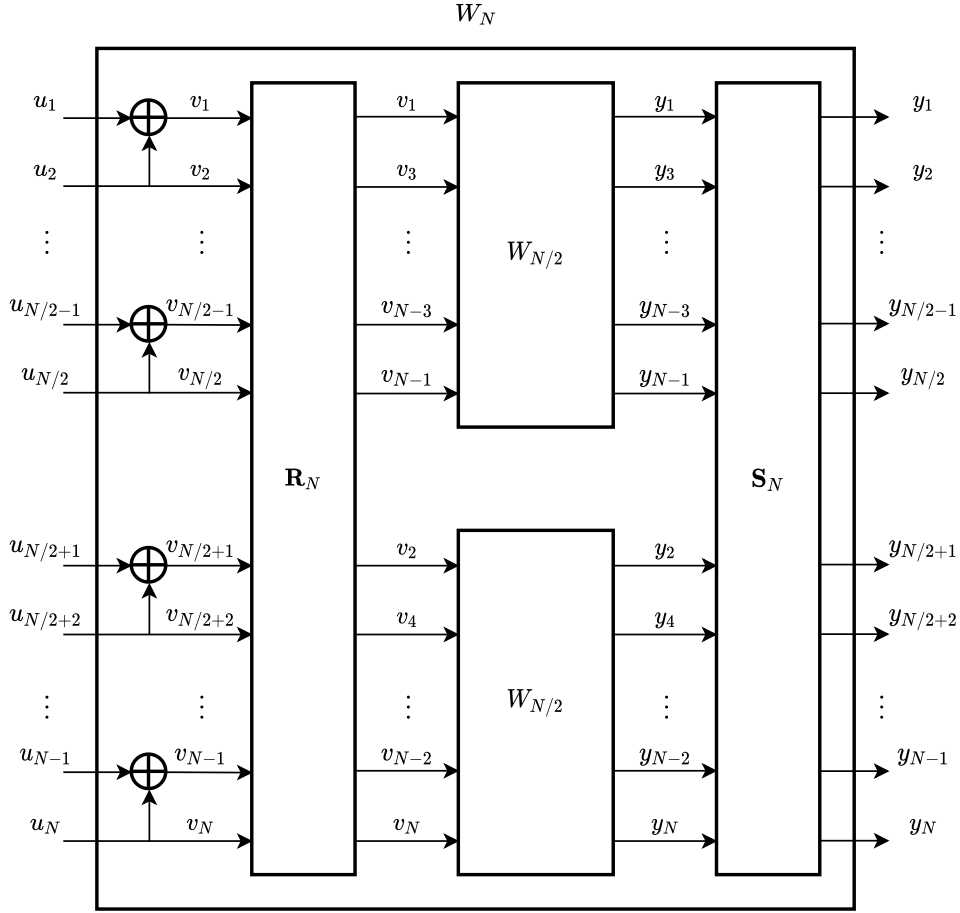 W_N
u_1 v_1 v_1 y_1 y_1
u_2 v_2 v_3 y_3 y_2
⋮ ⋮ ⋮ W_{N/2} ⋮ ⋮
u_{N/2−1} v_{N/2−1} v_{N−3} y_{N−3} y_{N/2−1}
u_{N/2} v_{N/2} v_{N−1} y_{N−1} y_{N/2}
R_N S_N
u_{N/2+1} v_{N/2+1} v_2 y_2 y_{N/2+1}
u_{N/2+2} v_{N/2+2} v_4 y_4 y_{N/2+2}
⋮ ⋮ ⋮ W_{N/2} ⋮ ⋮
u_{N−1} v_{N−1} v_{N−2} y_{N−2} y_{N−1}
u_N v_N v_N y_N y_N